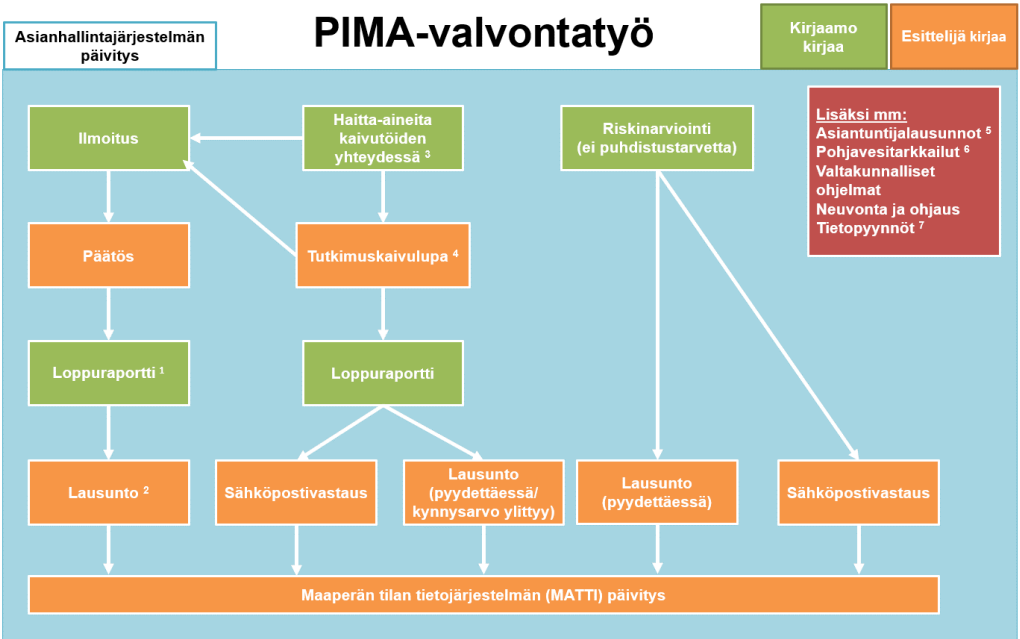 PIMA-valvontatyö
Asianhallintajärjestelmän
päivitys
Kirjaamo
kirjaa
Esittelijä kirjaa
Ilmoitus
Haitta-aineita
kaivutöiden
yhteydessä ³
Riskinarviointi
(ei puhdistustarvetta)
Lisäksi mm:
Asiantuntijalausunnot ⁵
Pohjavesitarkkailut ⁶
Valtakunnalliset
ohjelmat
Neuvonta ja ohjaus
Tietopyynnöt ⁷
Päätös
Tutkimuskaivulupa ⁴
Loppuraportti ¹
Loppuraportti
Lausunto ²
Sähköpostivastaus
Lausunto
(pyydettäessä/
kynnysarvo ylittyy)
Lausunto
(pyydettäessä)
Sähköpostivastaus
Maaperän tilan tietojärjestelmän (MATTI) päivitys